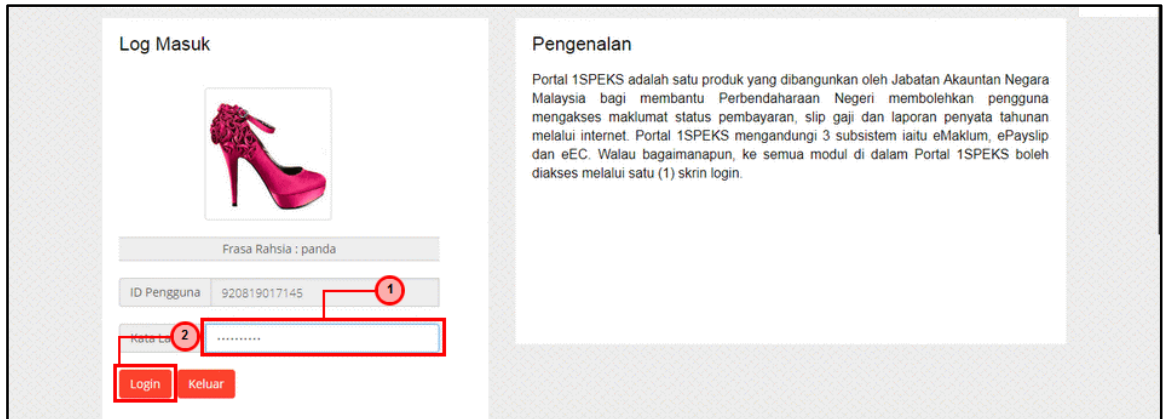 Log Masuk
Frasa Rahsia : panda
ID Pengguna 920819017145
1
Kata La
2
..........
Login Keluar
Pengenalan
Portal 1SPEKS adalah satu produk yang dibangunkan oleh Jabatan Akauntan Negara
Malaysia bagi membantu Perbendaharaan Negeri membolehkan pengguna
mengakses maklumat status pembayaran, slip gaji dan laporan penyata tahunan
melalui internet. Portal 1SPEKS mengandungi 3 subsistem iaitu eMaklum, ePayslip
dan eEC. Walau bagaimanapun, ke semua modul di dalam Portal 1SPEKS boleh
diakses melalui satu (1) skrin login.